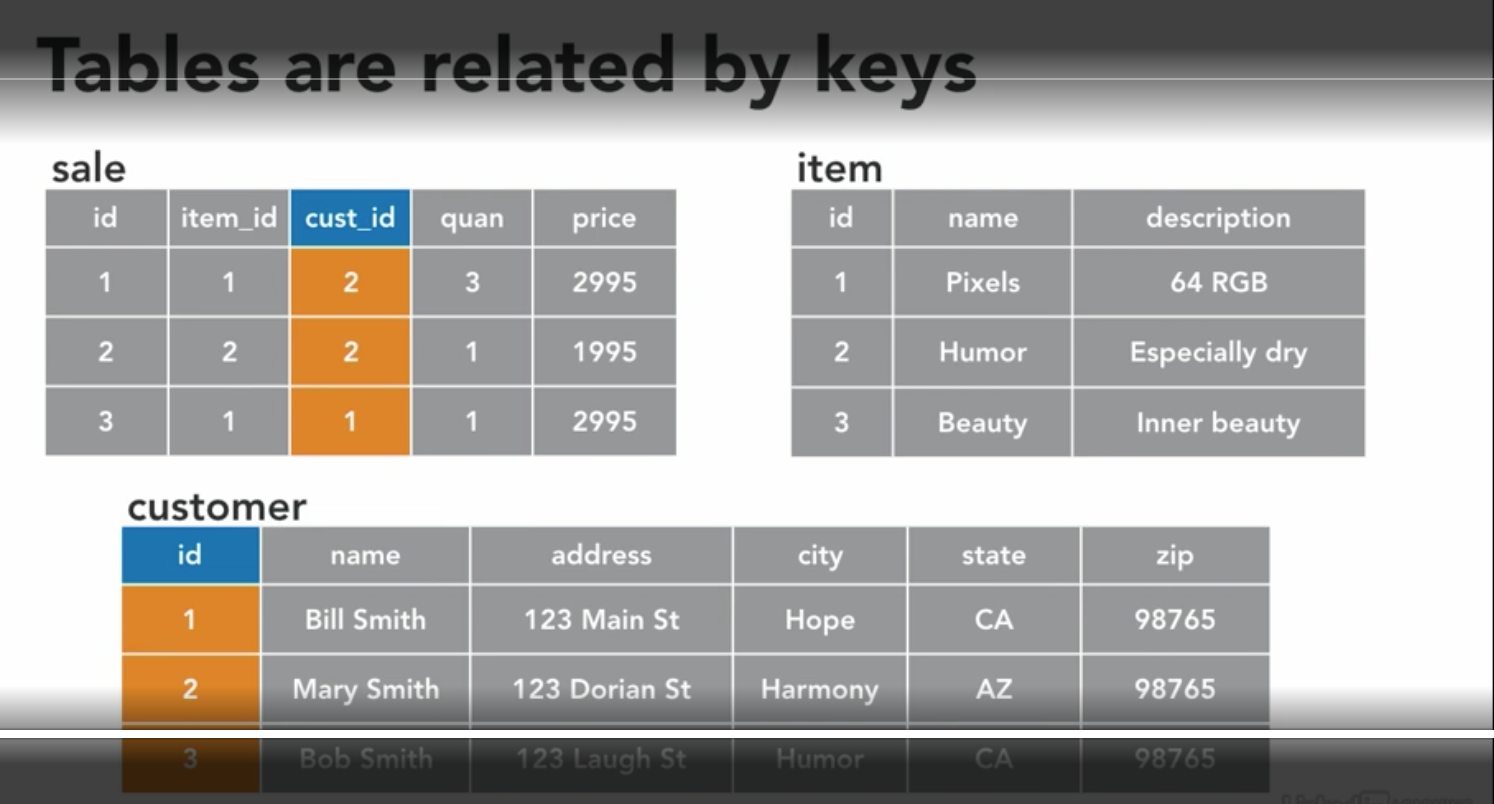 Tables are related by keys
sale
id item_id cust_id quan price
1 1 2 3 2995
2 2 2 1 1995
3 1 1 1 2995
item
id name description
1 Pixels 64 RGB
2 Humor Especially dry
3 Beauty Inner beauty
customer
id name address city state zip
1 Bill Smith 123 Main St Hope CA 98765
2 Mary Smith 123 Dorian St Harmony AZ 98765
3 Bob Smith 123 Laugh St Humor CA 98765